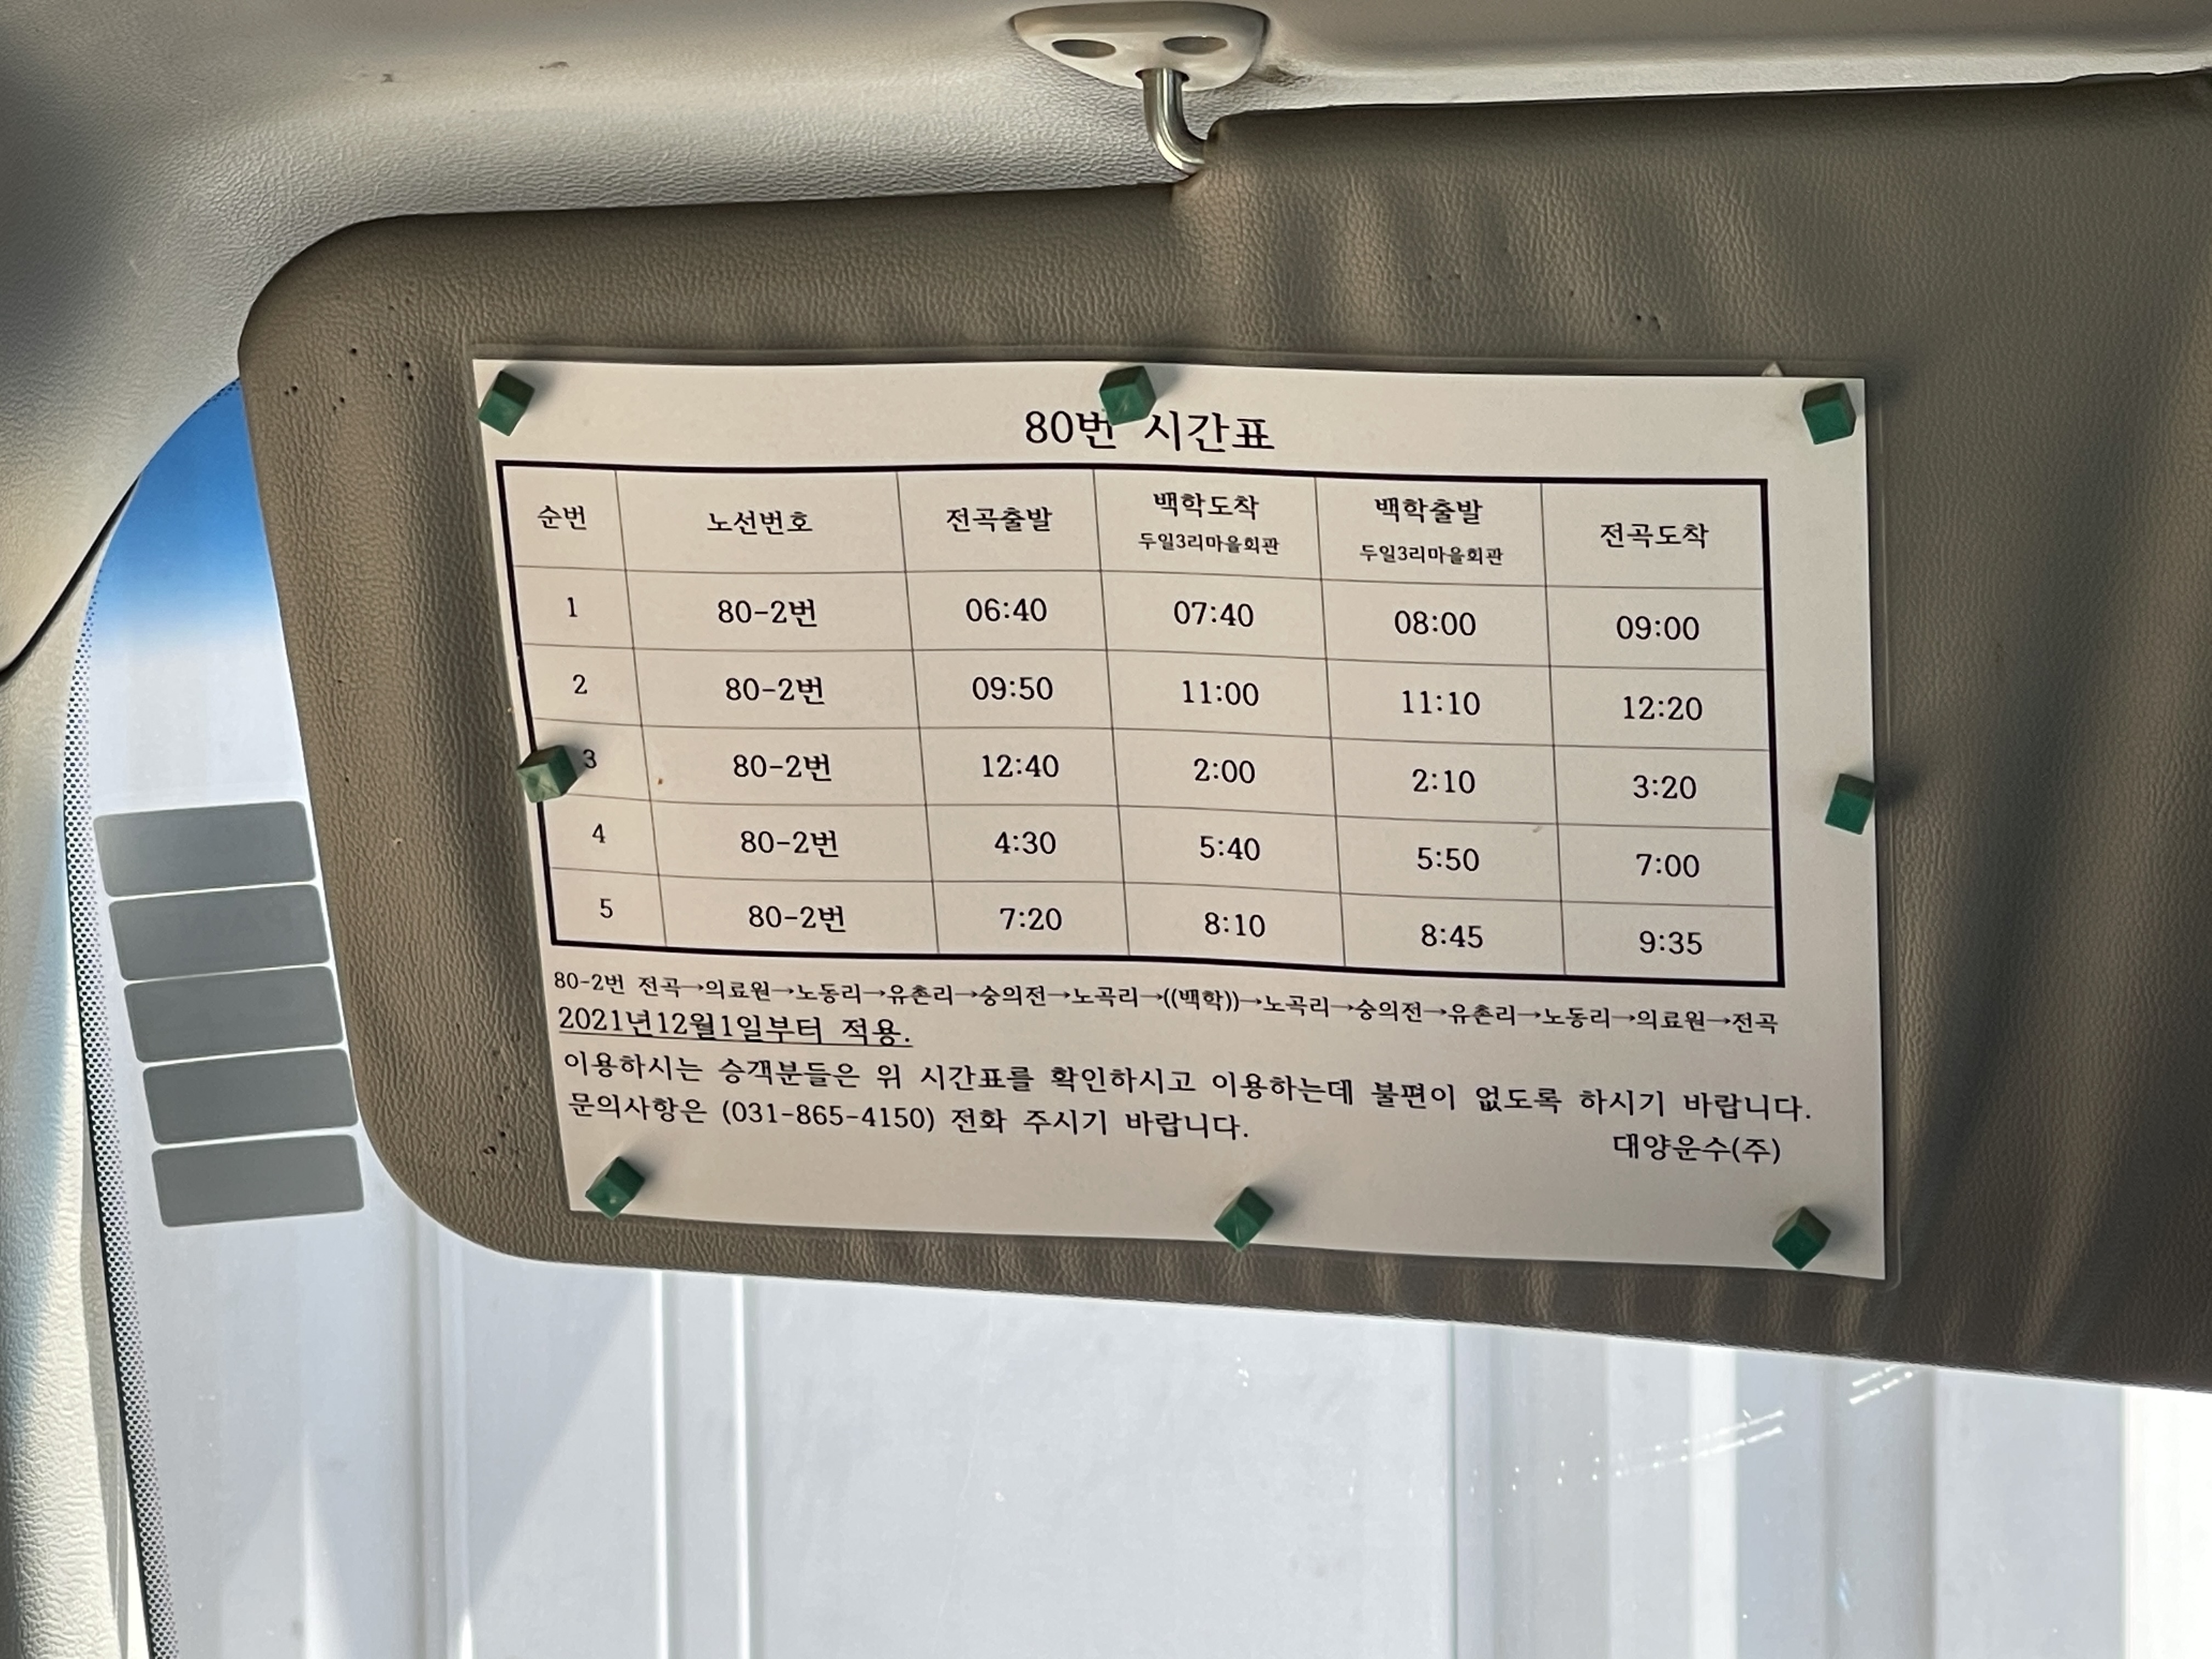 80번 시간표
순번 노선번호 전곡출발 백학도착 두일3리마을회관 백학출발 두일3리마을회관 전곡도착
1 80-2번 06:40 07:40 08:00 09:00
2 80-2번 09:50 11:00 11:10 12:20
3 80-2번 12:40 2:00 2:10 3:20
4 80-2번 4:30 5:40 5:50 7:00
5 80-2번 7:20 8:10 8:45 9:35
80-2번 전곡→의료원→노동리→유촌리→숭의전→노곡리→((백학))→노곡리→숭의전→유촌리→노동리→의료원→전곡
2021년12월1일부터 적용.
이용하시는 승객분들은 위 시간표를 확인하시고 이용하는데 불편이 없도록 하시기 바랍니다.
문의사항은 (031-865-4150) 전화 주시기 바랍니다.
대양운수(주)